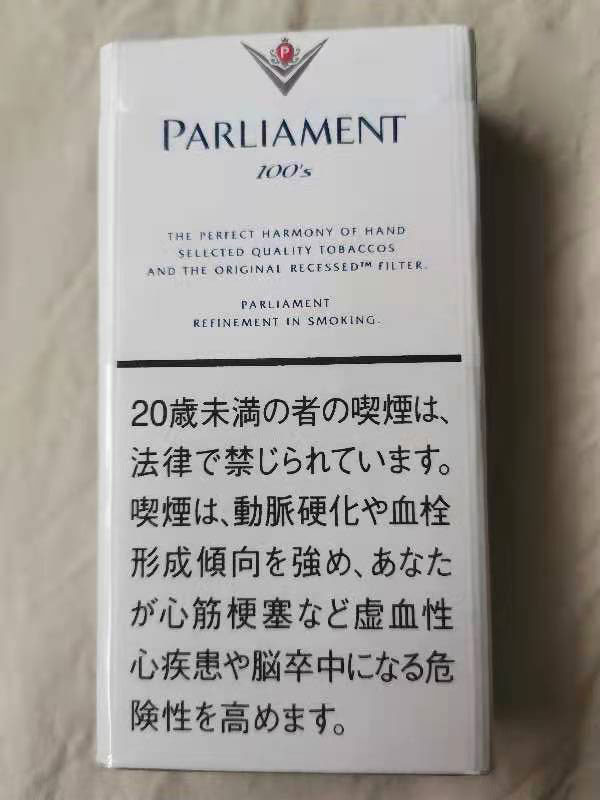 P
PARLIAMENT
100's
THE PERFECT HARMONY OF HAND
SELECTED QUALITY TOBACCOS
AND THE ORIGINAL RECESSED™ FILTER.
PARLIAMENT
REFINEMENT IN SMOKING.
20歳未満の者の喫煙は、
法律で禁じられています。
喫煙は、動脈硬化や血栓
形成傾向を強め、あなた
が心筋梗塞など虚血性
心疾患や脳卒中になる危
険性を高めます。